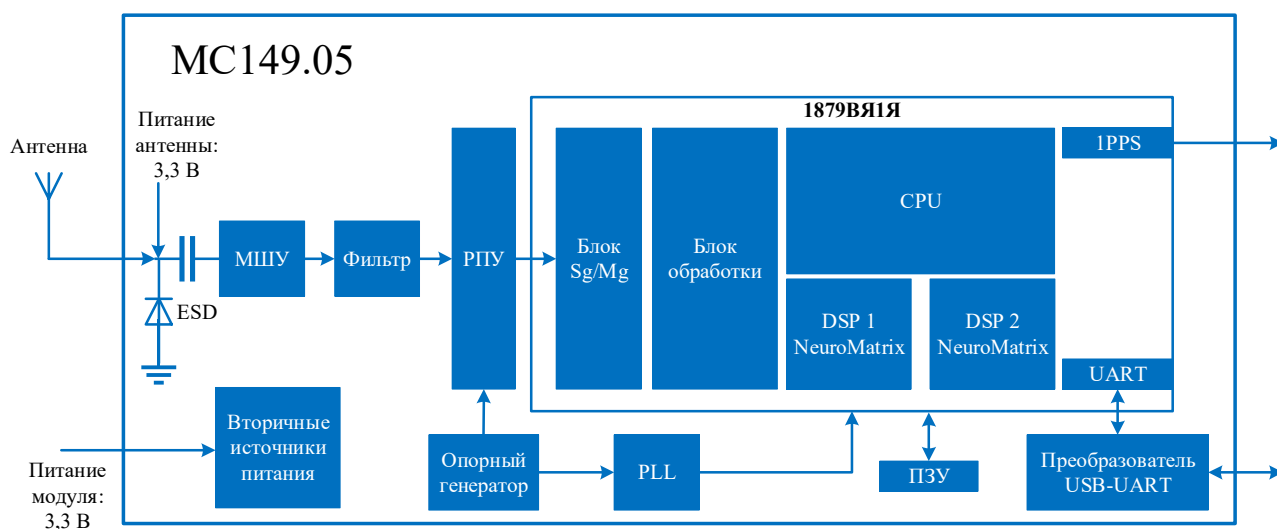 МС149.05
1879ВЯ1Я
Антенна
Питание
антенны:
3,3 В
ESD
МШУ
Фильтр
РПУ
Блок
Sg/Mg
Блок
обработки
CPU
DSP 1
NeuroMatrix
DSP 2
NeuroMatrix
1PPS
UART
Вторичные
источники
питания
Питание
модуля:
3,3 В
Опорный
генератор
PLL
ПЗУ
Преобразователь
USB-UART